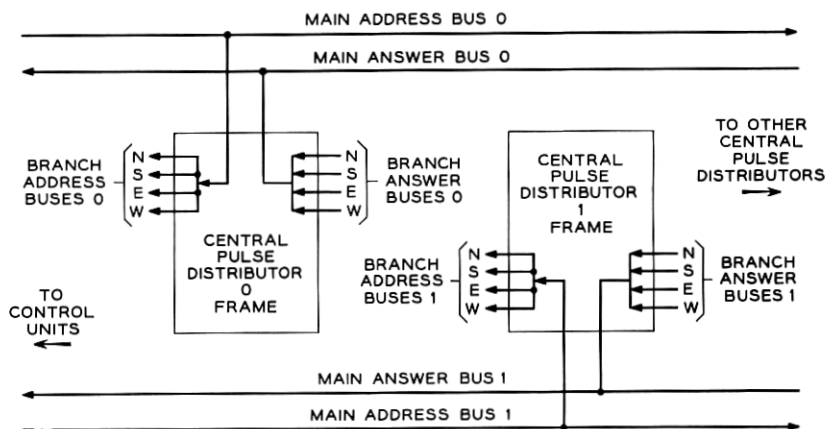 MAIN ADDRESS BUS 0
MAIN ANSWER BUS 0
BRANCH
ADDRESS
BUSES 0
N
S
E
W
CENTRAL
PULSE
DISTRIBUTOR
0
FRAME
N
S
E
W
BRANCH
ANSWER
BUSES 0
TO OTHER
CENTRAL
PULSE
DISTRIBUTORS
CENTRAL
PULSE
DISTRIBUTOR
1
FRAME
BRANCH
ADDRESS
BUSES 1
N
S
E
W
N
S
E
W
BRANCH
ANSWER
BUSES 1
TO
CONTROL
UNITS
MAIN ANSWER BUS 1
MAIN ADDRESS BUS 1